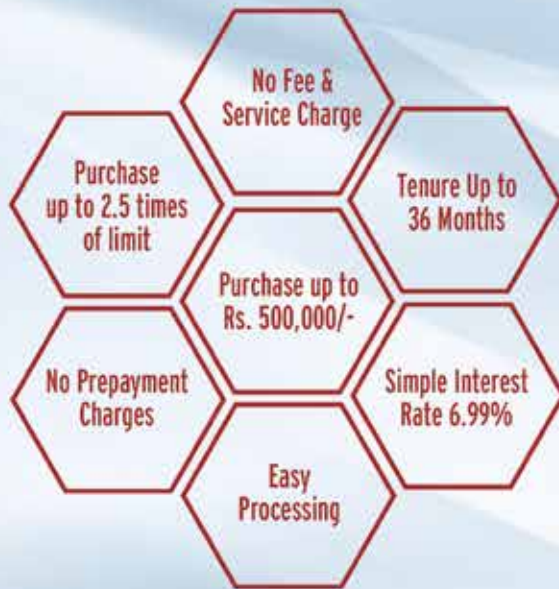 No Fee &
Service Charge
Purchase
up to 2.5 times
of limit
Tenure Up to
36 Months
Purchase up to
Rs. 500,000/-
No Prepayment
Charges
Simple Interest
Rate 6.99%
Easy
Processing